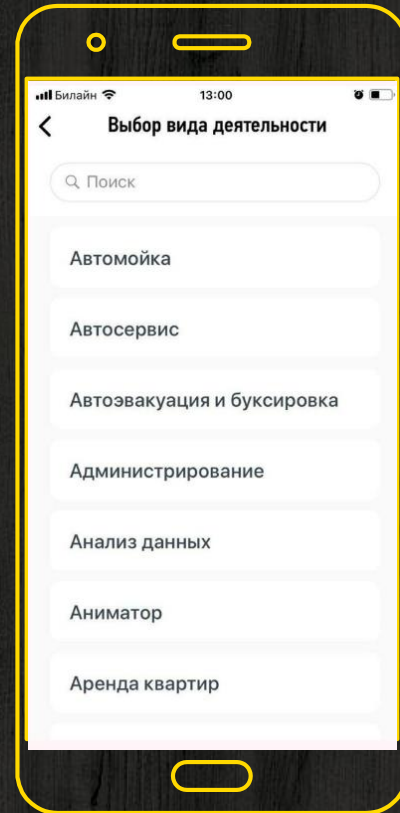 Билайн 13:00
Выбор вида деятельности
Поиск
Автомойка
Автосервис
Автоэвакуация и буксировка
Администрирование
Анализ данных
Аниматор
Аренда квартир